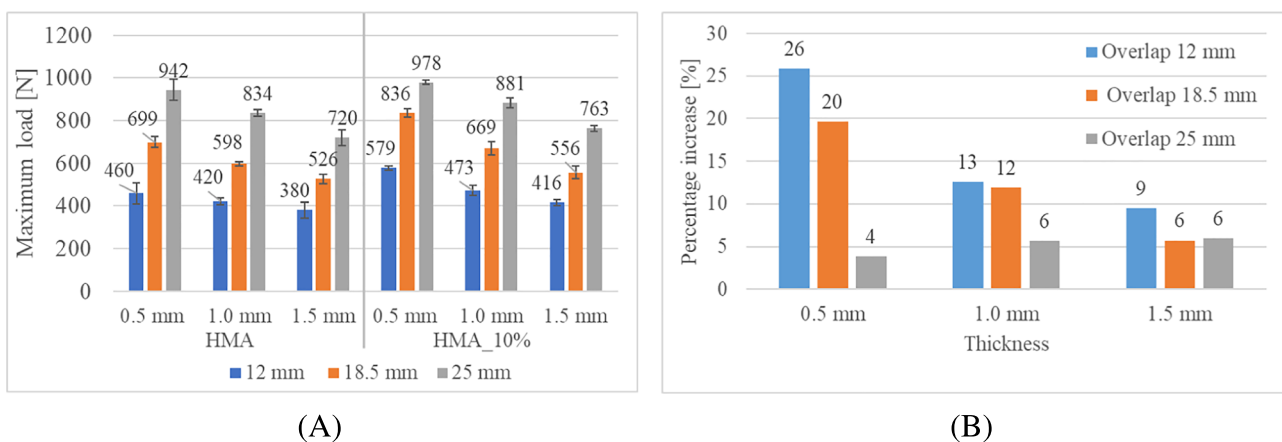 Maximum load [N]
1200
1000
800
600
400
200
0
460 699 942 420 598 834 380 526 720 579 836 978 473 669 881 416 556 763
0.5 mm 1.0 mm 1.5 mm 0.5 mm 1.0 mm 1.5 mm
HMA HMA_10%
12 mm 18.5 mm 25 mm
(A)
Percentage increase [%]
30
25
20
15
10
5
0
26 20 4 13 12 6 9 6 6
Overlap 12 mm
Overlap 18.5 mm
Overlap 25 mm
0.5 mm 1.0 mm 1.5 mm
Thickness
(B)